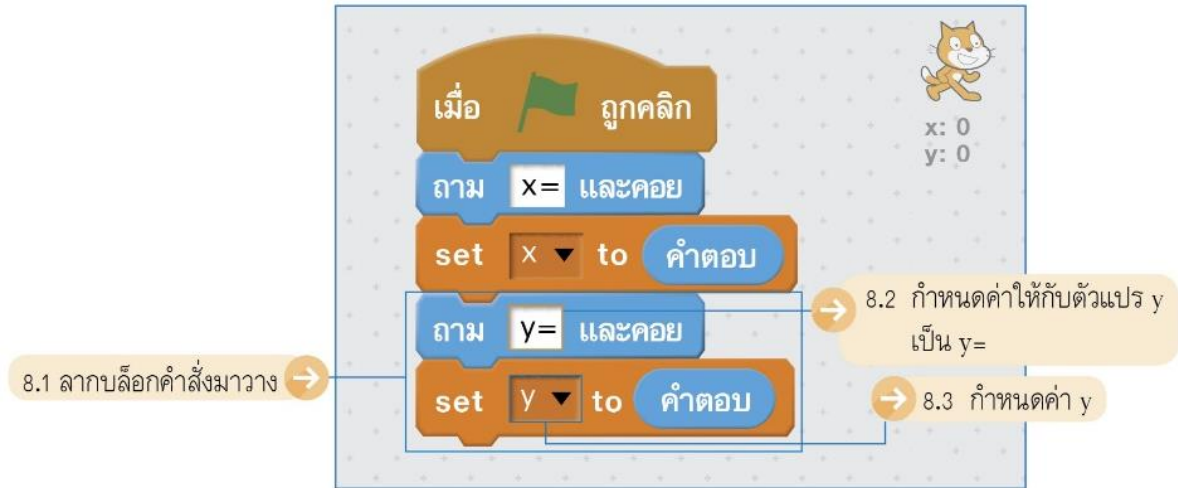 เมื่อ ถูกคลิก
x: 0
y: 0
ถาม x= และคอย
set x to คำตอบ
ถาม y= และคอย
set y to คำตอบ
8.1 ลากบล็อกคำสั่งมาวาง
8.2 กำหนดค่าให้กับตัวแปร y
เป็น y=
8.3 กำหนดค่า y